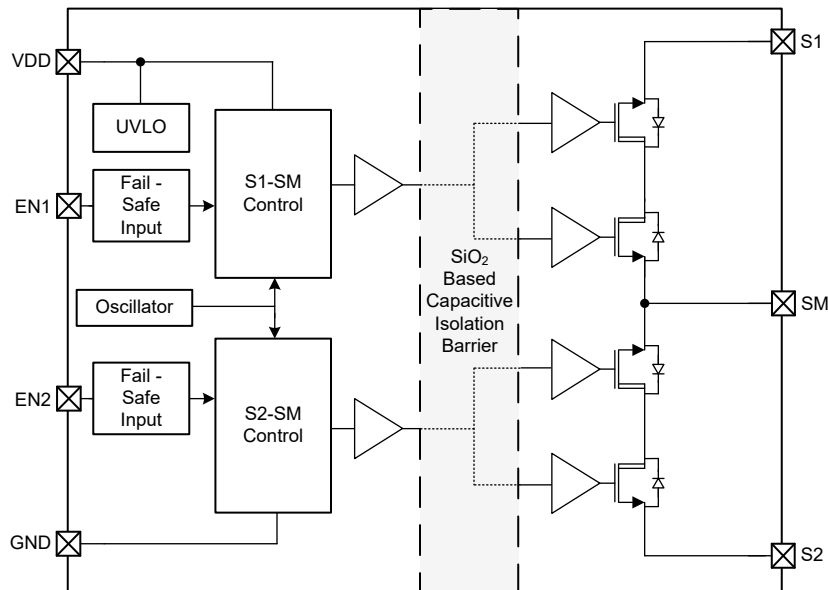 VDD
S1
UVLO
S1-SM
Control
Fail -
Safe
Input
EN1
SiO₂
Based
Capacitive
Isolation
Barrier
Oscillator
SM
Fail -
Safe
Input
EN2
S2-SM
Control
GND
S2